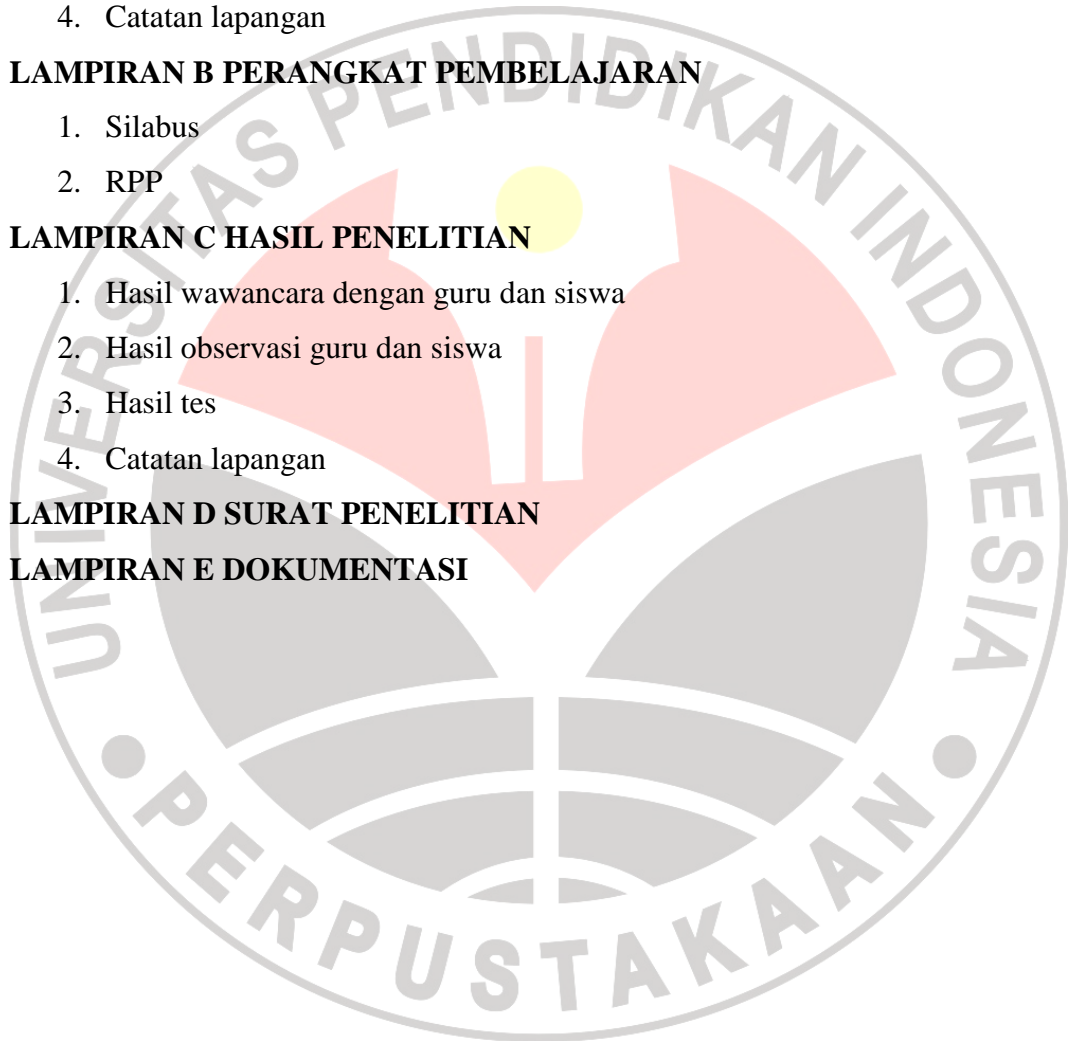 4. Catatan lapangan
LAMPIRAN B PERANGKAT PEMBELAJARAN
1. Silabus
2. RPP
LAMPIRAN C HASIL PENELITIAN
1. Hasil wawancara dengan guru dan siswa
2. Hasil observasi guru dan siswa
3. Hasil tes
4. Catatan lapangan
LAMPIRAN D SURAT PENELITIAN
LAMPIRAN E DOKUMENTASI
UNIVERSITAS PENDIDIKAN INDONESIA
PERPUSTAKAAN